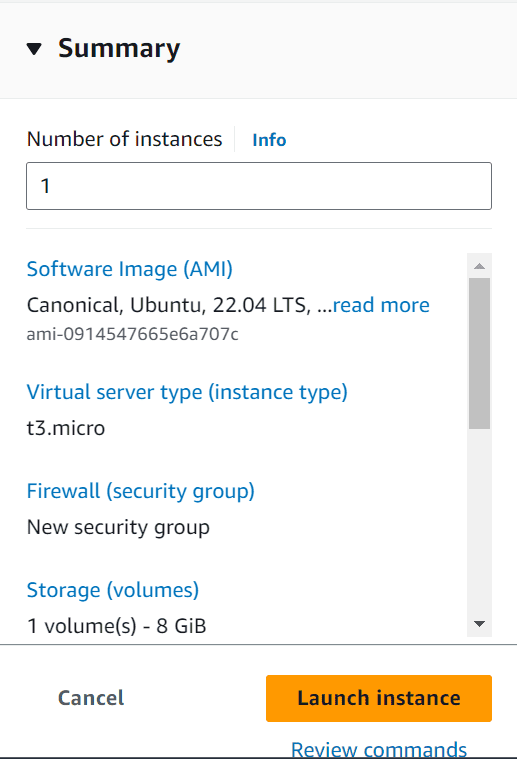 Summary
Number of instances Info
1
Software Image (AMI)
Canonical, Ubuntu, 22.04 LTS, ...read more
ami-0914547665e6a707c
Virtual server type (instance type)
t3.micro
Firewall (security group)
New security group
Storage (volumes)
1 volume(s) - 8 GiB
Cancel Launch instance
Review commands